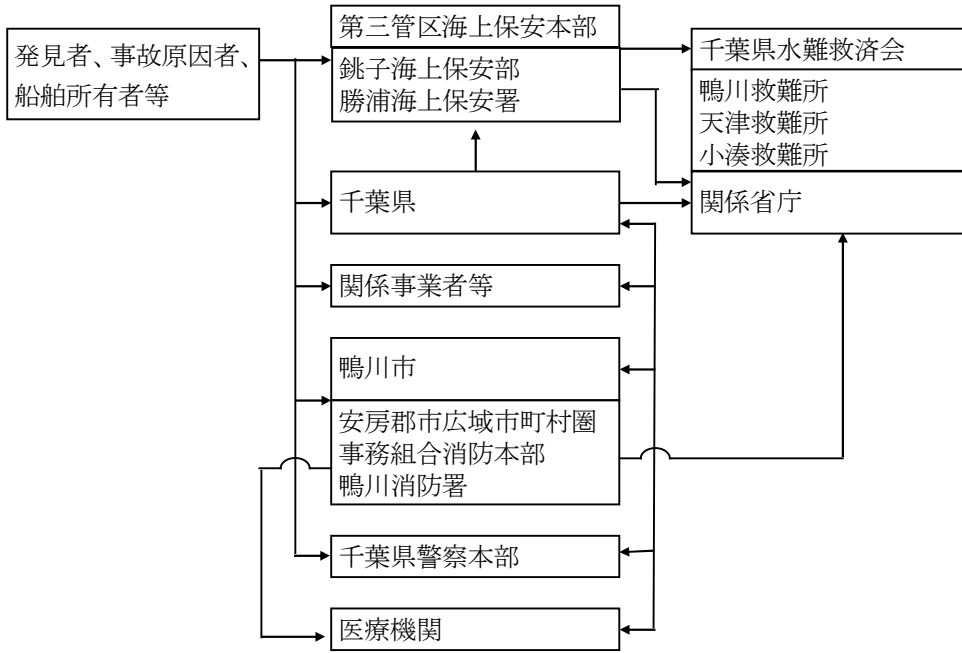 発見者、事故原因者、
船舶所有者等
第三管区海上保安本部
銚子海上保安部
勝浦海上保安署
千葉県水難救済会
鴨川救難所
天津救難所
小湊救難所
千葉県
関係省庁
関係事業者等
鴨川市
安房郡市広域市町村圏
事務組合消防本部
鴨川消防署
千葉県警察本部
医療機関